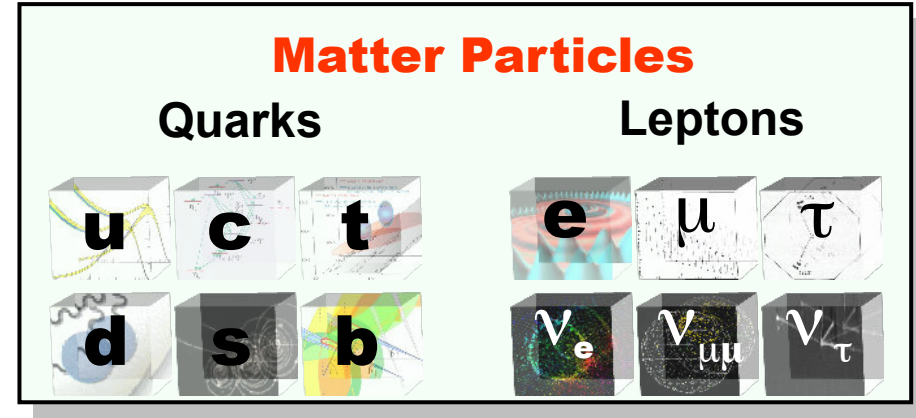 Matter Particles
Quarks Leptons
u c t e μ τ
d s b νe νμμ ντ